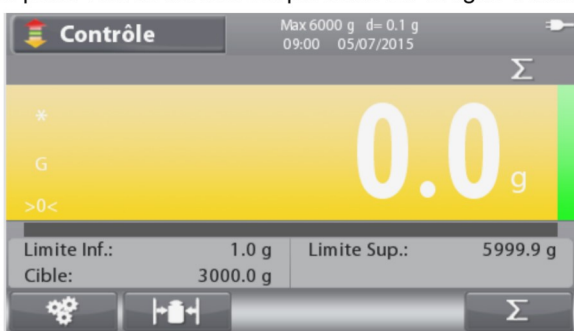 Contrôle
Max 6000 g d= 0.1 g
09:00 05/07/2015
Σ
*
G
>0<
0.0 g
Limite Inf.: 1.0 g Limite Sup.: 5999.9 g
Cible: 3000.0 g
Σ